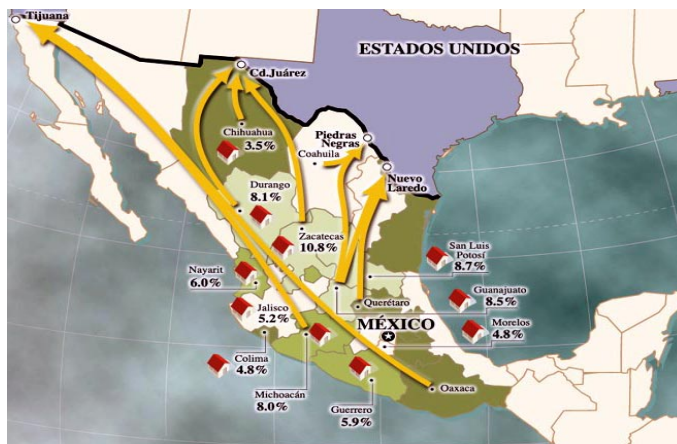 Tijuana
ESTADOS UNIDOS
Cd.Juárez
Chihuahua
3.5%
Piedras
Negras
Coahuila
Nuevo
Laredo
Durango
8.1%
Zacatecas
10.8%
San Luis
Potosí
8.7%
Nayarit
6.0%
Guanajuato
8.5%
Jalisco
5.2%
Querétaro
MÉXICO
Morelos
4.8%
Colima
4.8%
Michoacán
8.0%
Guerrero
5.9%
Oaxaca